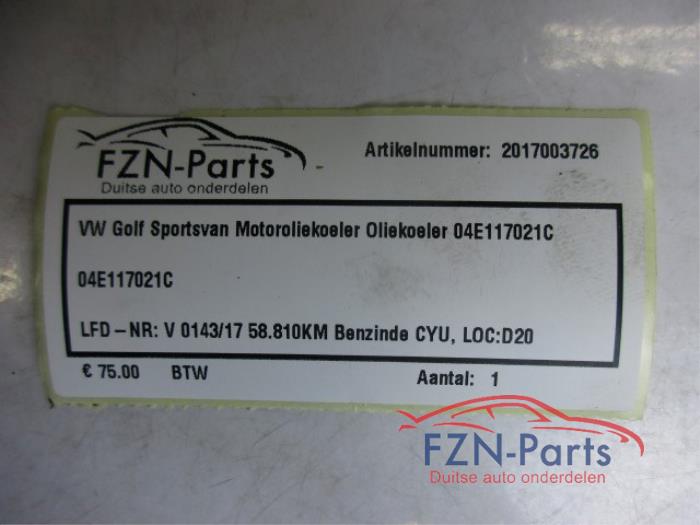 FZN-Parts
Duitse auto onderdelen
Artikelnummer: 2017003726
VW Golf Sportsvan Motoroliekoeler Oliekoeler 04E117021C
04E117021C
LFD-NR: V 0143/17 58.810KM Benzinde CYU, LOC:D20
€ 75.00 BTW
Aantal: 1
FZN-Parts
Duitse auto onderdelen